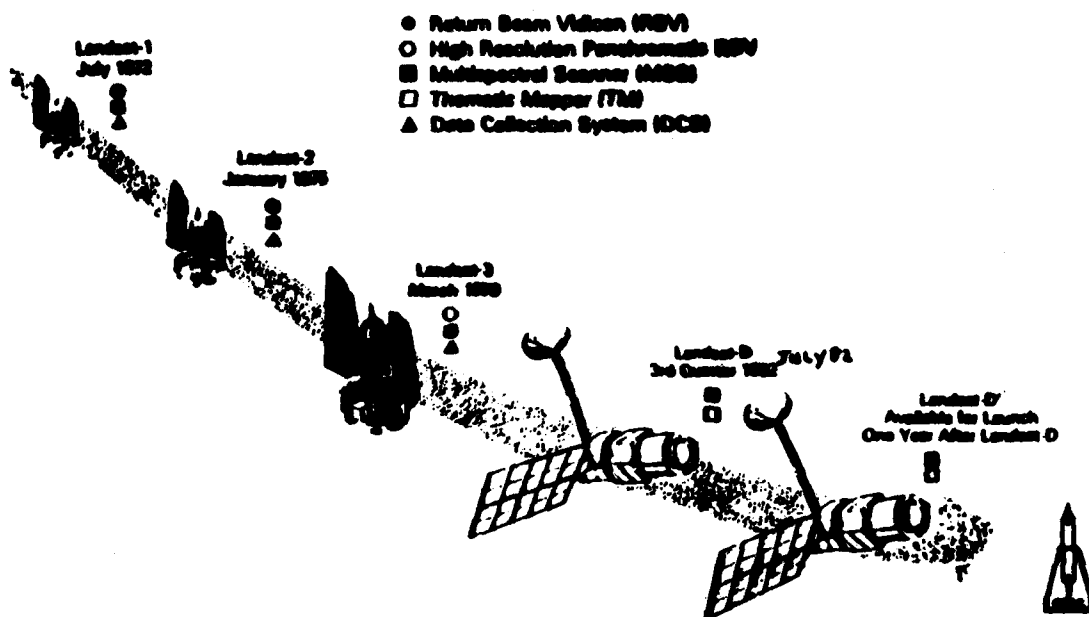 Return Beam Vidicon (RBV)
High Resolution Panchromatic RBV
Multispectral Scanner (MSS)
Thematic Mapper (TM)
Data Collection System (DCS)
Landsat-1
July 1972
Landsat-2
January 1975
Landsat-3
March 1978
Landsat-D
3rd Quarter 1982 July 82
Landsat-D'
Available for Launch
One Year After Landsat-D